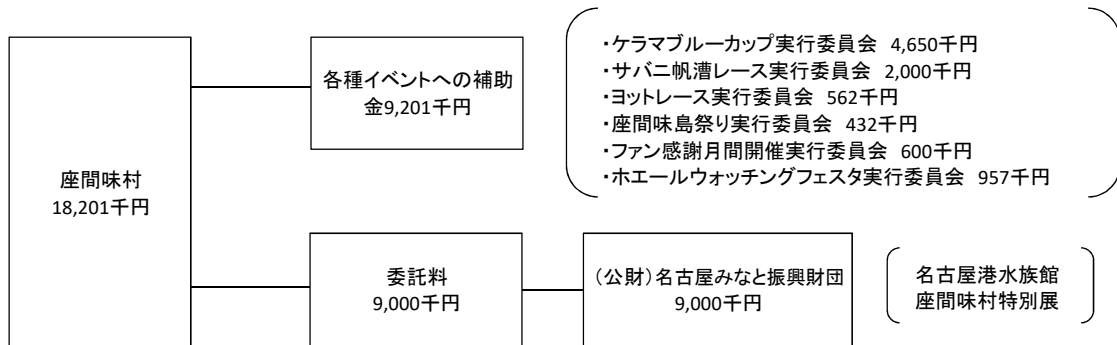 座間味村
18,201千円
各種イベントへの補助
金9,201千円
・ケラマブルーカップ実行委員会 4,650千円
・サバニ帆漕レース実行委員会 2,000千円
・ヨットレース実行委員会 562千円
・座間味島祭り実行委員会 432千円
・ファン感謝月間開催実行委員会 600千円
・ホエールウォッチングフェスタ実行委員会 957千円
委託料
9,000千円
（公財）名古屋みなと振興財団
9,000千円
名古屋港水族館
座間味村特別展